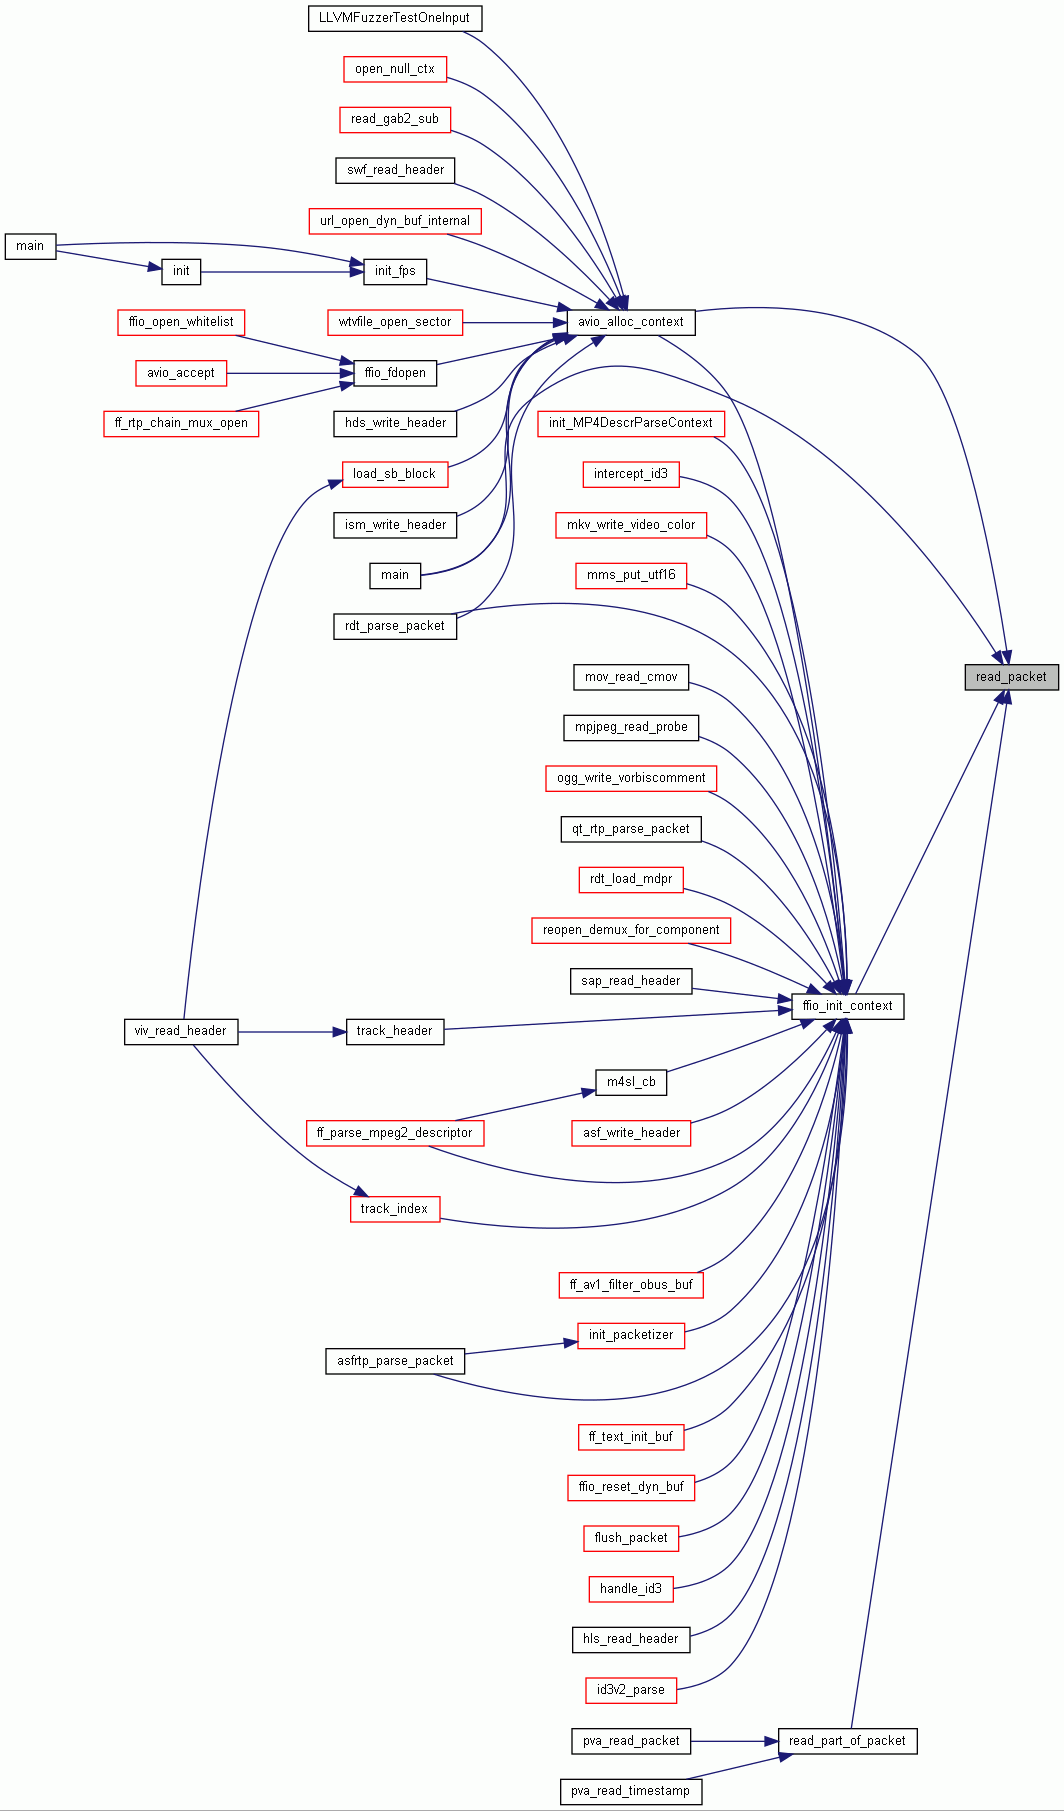 LLVMFuzzerTestOneInput
open_null_ctx
read_gab2_sub
swf_read_header
url_open_dyn_buf_internal
main
init
init_fps
ffio_open_whitelist
wtvfile_open_sector
avio_alloc_context
avio_accept
ffio_fdopen
ff_rtp_chain_mux_open
hds_write_header
init_MP4DescrParseContext
load_sb_block
intercept_id3
ism_write_header
mkv_write_video_color
main
mms_put_utf16
rdt_parse_packet
mov_read_cmov
read_packet
mpjpeg_read_probe
ogg_write_vorbiscomment
qt_rtp_parse_packet
rdt_load_mdpr
reopen_demux_for_component
sap_read_header
ffio_init_context
viv_read_header
track_header
m4sl_cb
ff_parse_mpeg2_descriptor
asf_write_header
track_index
ff_av1_filter_obus_buf
init_packetizer
asfrtp_parse_packet
ff_text_init_buf
ffio_reset_dyn_buf
flush_packet
handle_id3
hls_read_header
id3v2_parse
pva_read_packet
read_part_of_packet
pva_read_timestamp